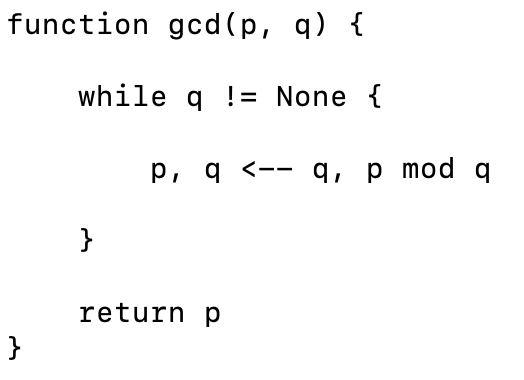 function gcd(p, q) {
    while q != None {
        p, q <-- q, p mod q
    }
    return p
}